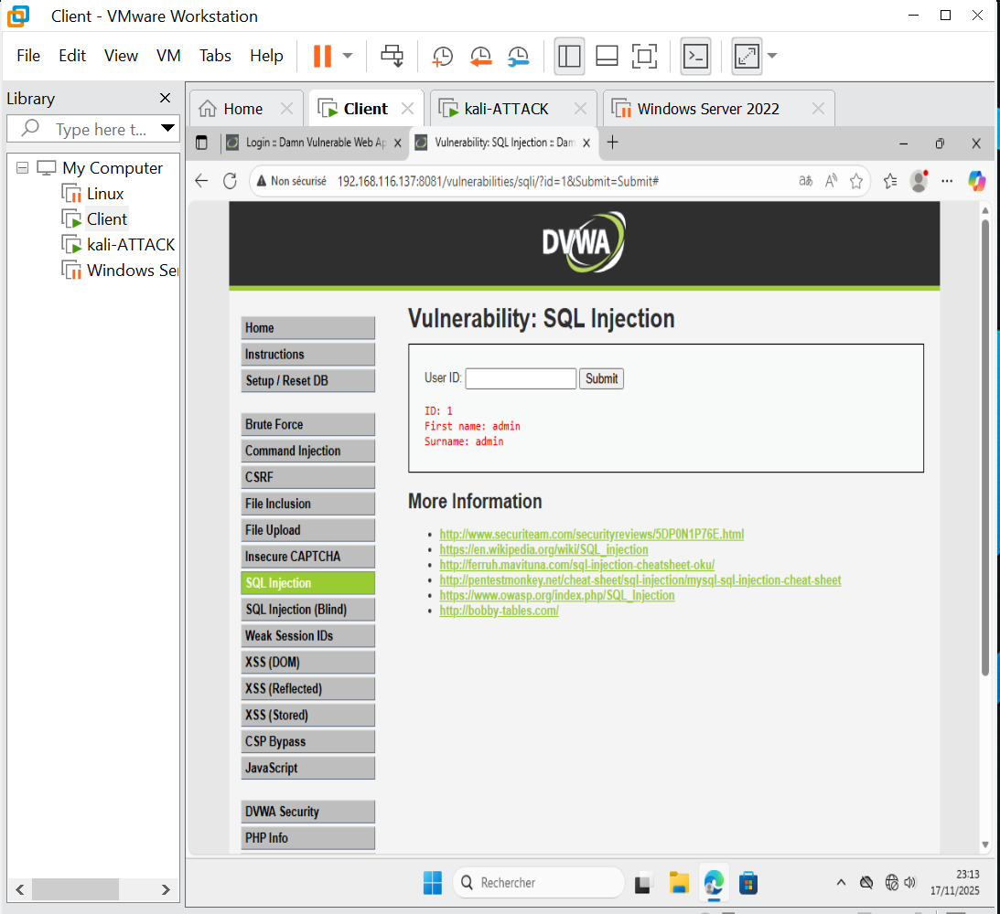 Client - VMware Workstation
File Edit View VM Tabs Help
Library
Type here t...
My Computer
Linux
Client
kali-ATTACK
Windows Ser
Home
Client
kali-ATTACK
Windows Server 2022
Login :: Damn Vulnerable Web Ap
Vulnerability: SQL Injection :: Dam
Non sécurisé 192.168.116.137:8081/vulnerabilities/sqli/?id=1&Submit=Submit#
DVWA
Home
Instructions
Setup / Reset DB
Brute Force
Command Injection
CSRF
File Inclusion
File Upload
Insecure CAPTCHA
SQL Injection
SQL Injection (Blind)
Weak Session IDs
XSS (DOM)
XSS (Reflected)
XSS (Stored)
CSP Bypass
JavaScript
DVWA Security
PHP Info
Vulnerability: SQL Injection
User ID: Submit
ID: 1
First name: admin
Surname: admin
More Information
http://www.securiteam.com/securityreviews/5DP0N1P76E.html
https://en.wikipedia.org/wiki/SQL_injection
http://ferruh.mavituna.com/sql-injection-cheatsheet-oku/
http://pentestmonkey.net/cheat-sheet/sql-injection/mysql-sql-injection-cheat-sheet
https://www.owasp.org/index.php/SQL_Injection
http://bobby-tables.com/
Rechercher
23:13
17/11/2025